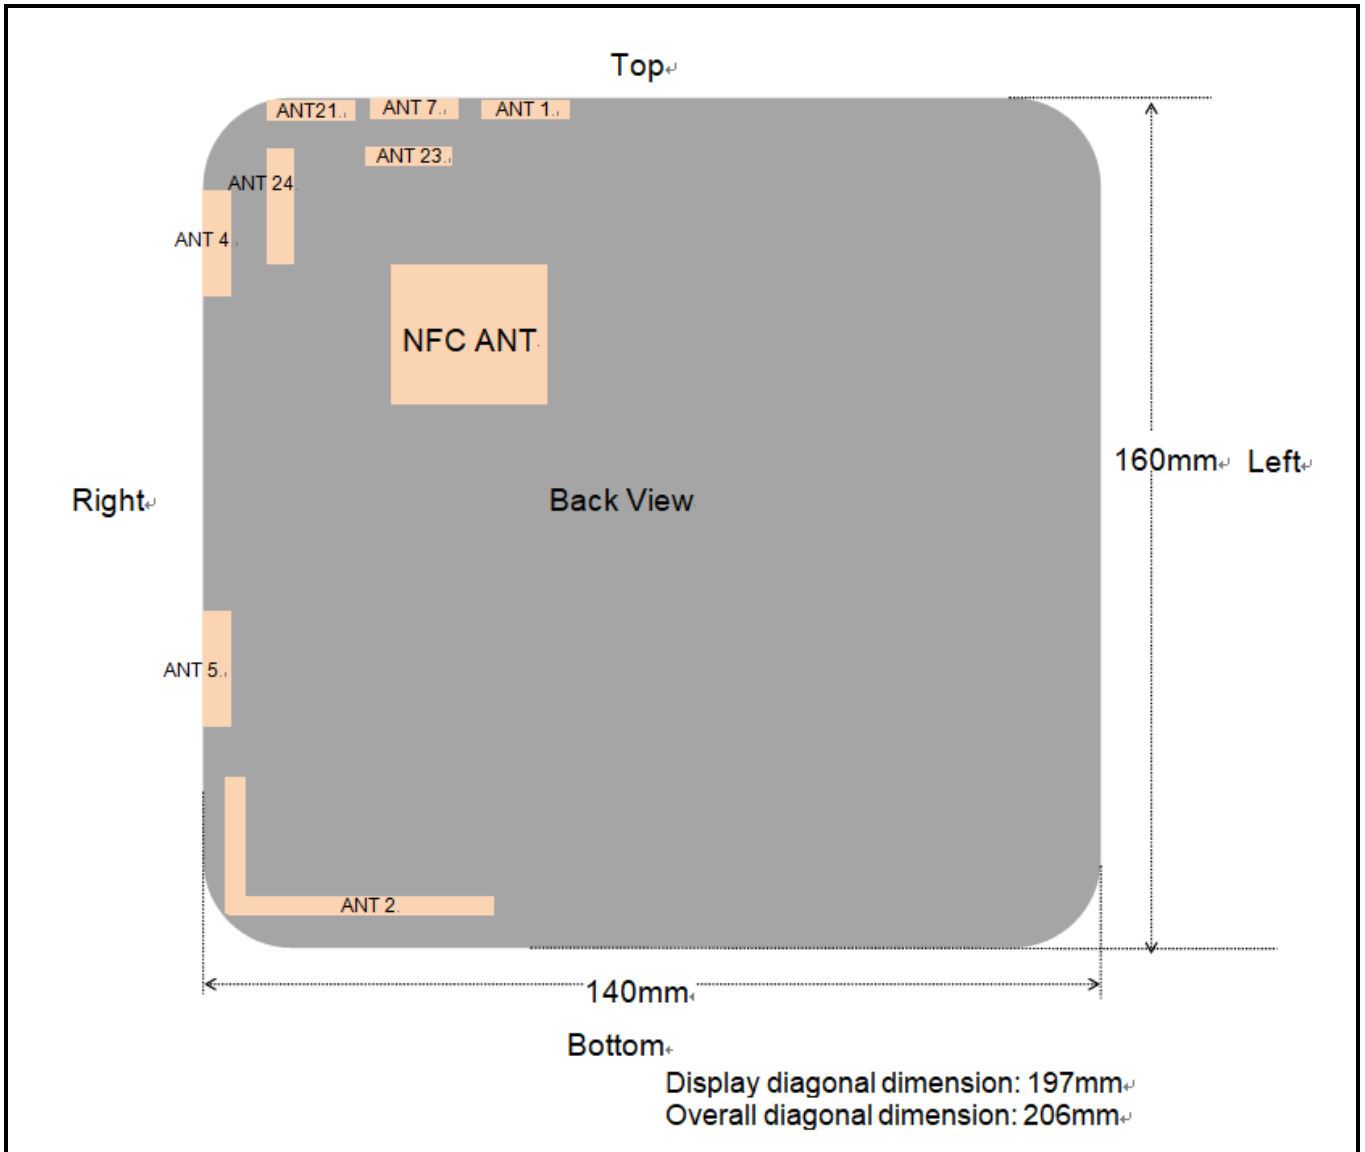 Top
ANT21 ANT 7 ANT 1
ANT 23
ANT 24
ANT 4
NFC ANT
160mm Left
Right Back View
ANT 5
ANT 2
140mm
Bottom
Display diagonal dimension: 197mm
Overall diagonal dimension: 206mm